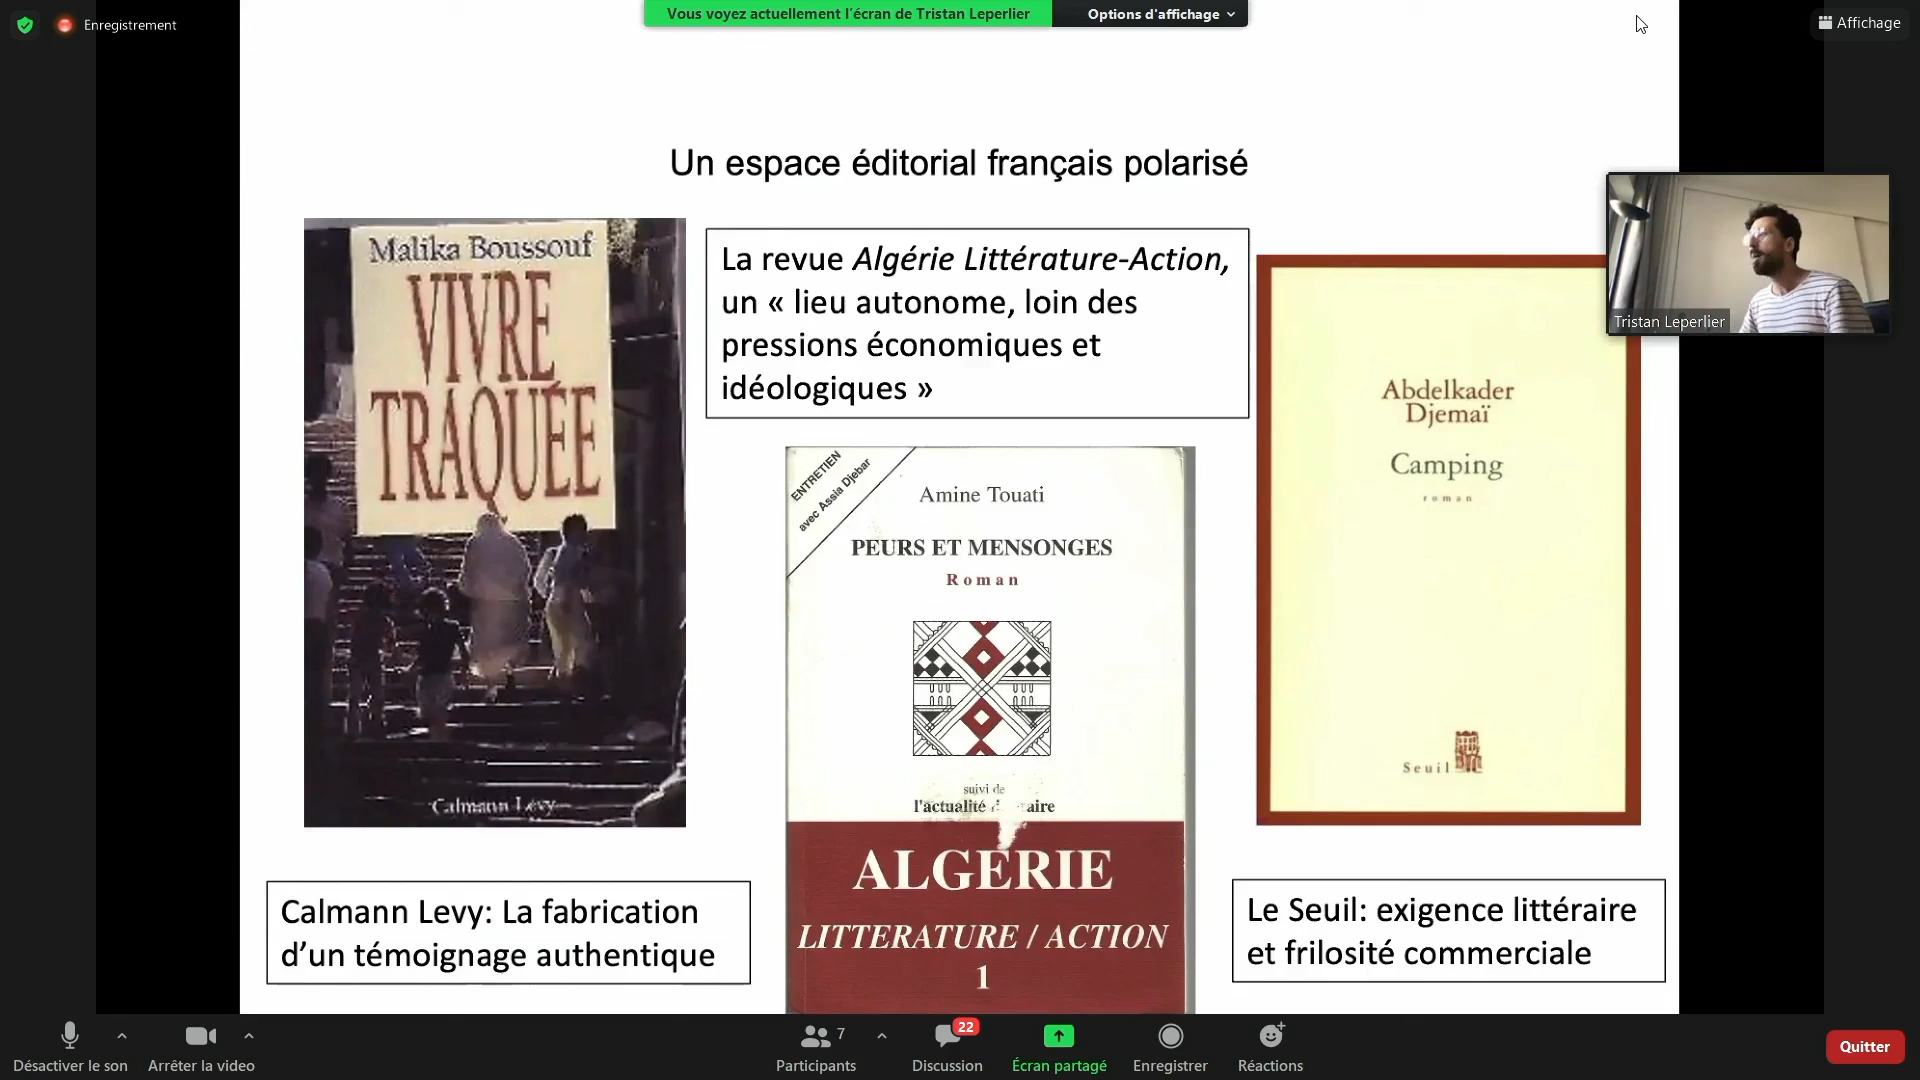 Enregistrement
Vous voyez actuellement l'écran de Tristan Leperlier
Options d'affichage
Affichage
Un espace éditorial français polarisé
Malika Boussouf
VIVRE
TRAQUÉE
Calmann Lévy
La revue Algérie Littérature-Action,
un « lieu autonome, loin des
pressions économiques et
idéologiques »
Tristan Leperlier
Abdelkader
Djemaï
Camping
roman
Seuil
ENTRETIEN
avec Assia Djebar
Amine Touati
PEURS ET MENSONGES
Roman
suivi de
l'actualité
ALGERIE
LITTERATURE / ACTION
1
Calmann Levy: La fabrication
d'un témoignage authentique
Le Seuil: exigence littéraire
et frilosité commerciale
Désactiver le son
Arrêter la video
7
Participants
22
Discussion
Écran partagé
Enregistrer
Réactions
Quitter